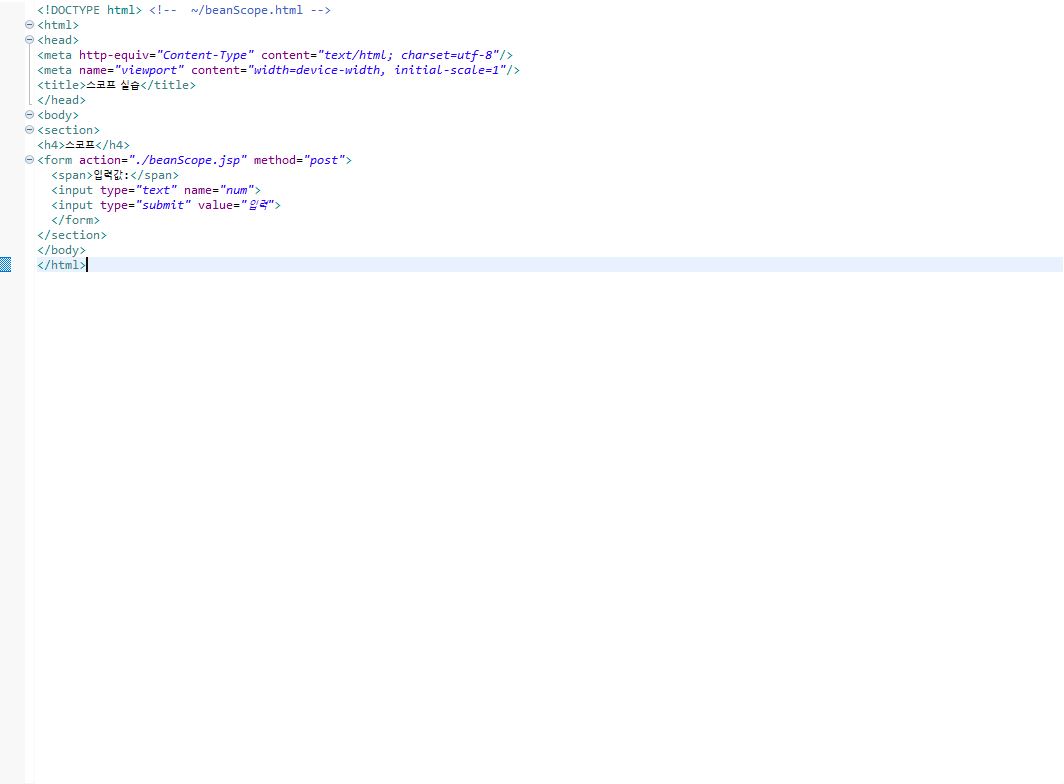 <!DOCTYPE html> <!--  ~/beanScope.html -->
<html>
<head>
<meta http-equiv="Content-Type" content="text/html; charset=utf-8"/>
<meta name="viewport" content="width=device-width, initial-scale=1"/>
<title>스코프 실습</title>
</head>
<body>
<section>
<h4>스코프</h4>
<form action="./beanScope.jsp" method="post">
  <span>입력값:</span>
  <input type="text" name="num">
  <input type="submit" value="입력">
  </form>
</section>
</body>
</html>